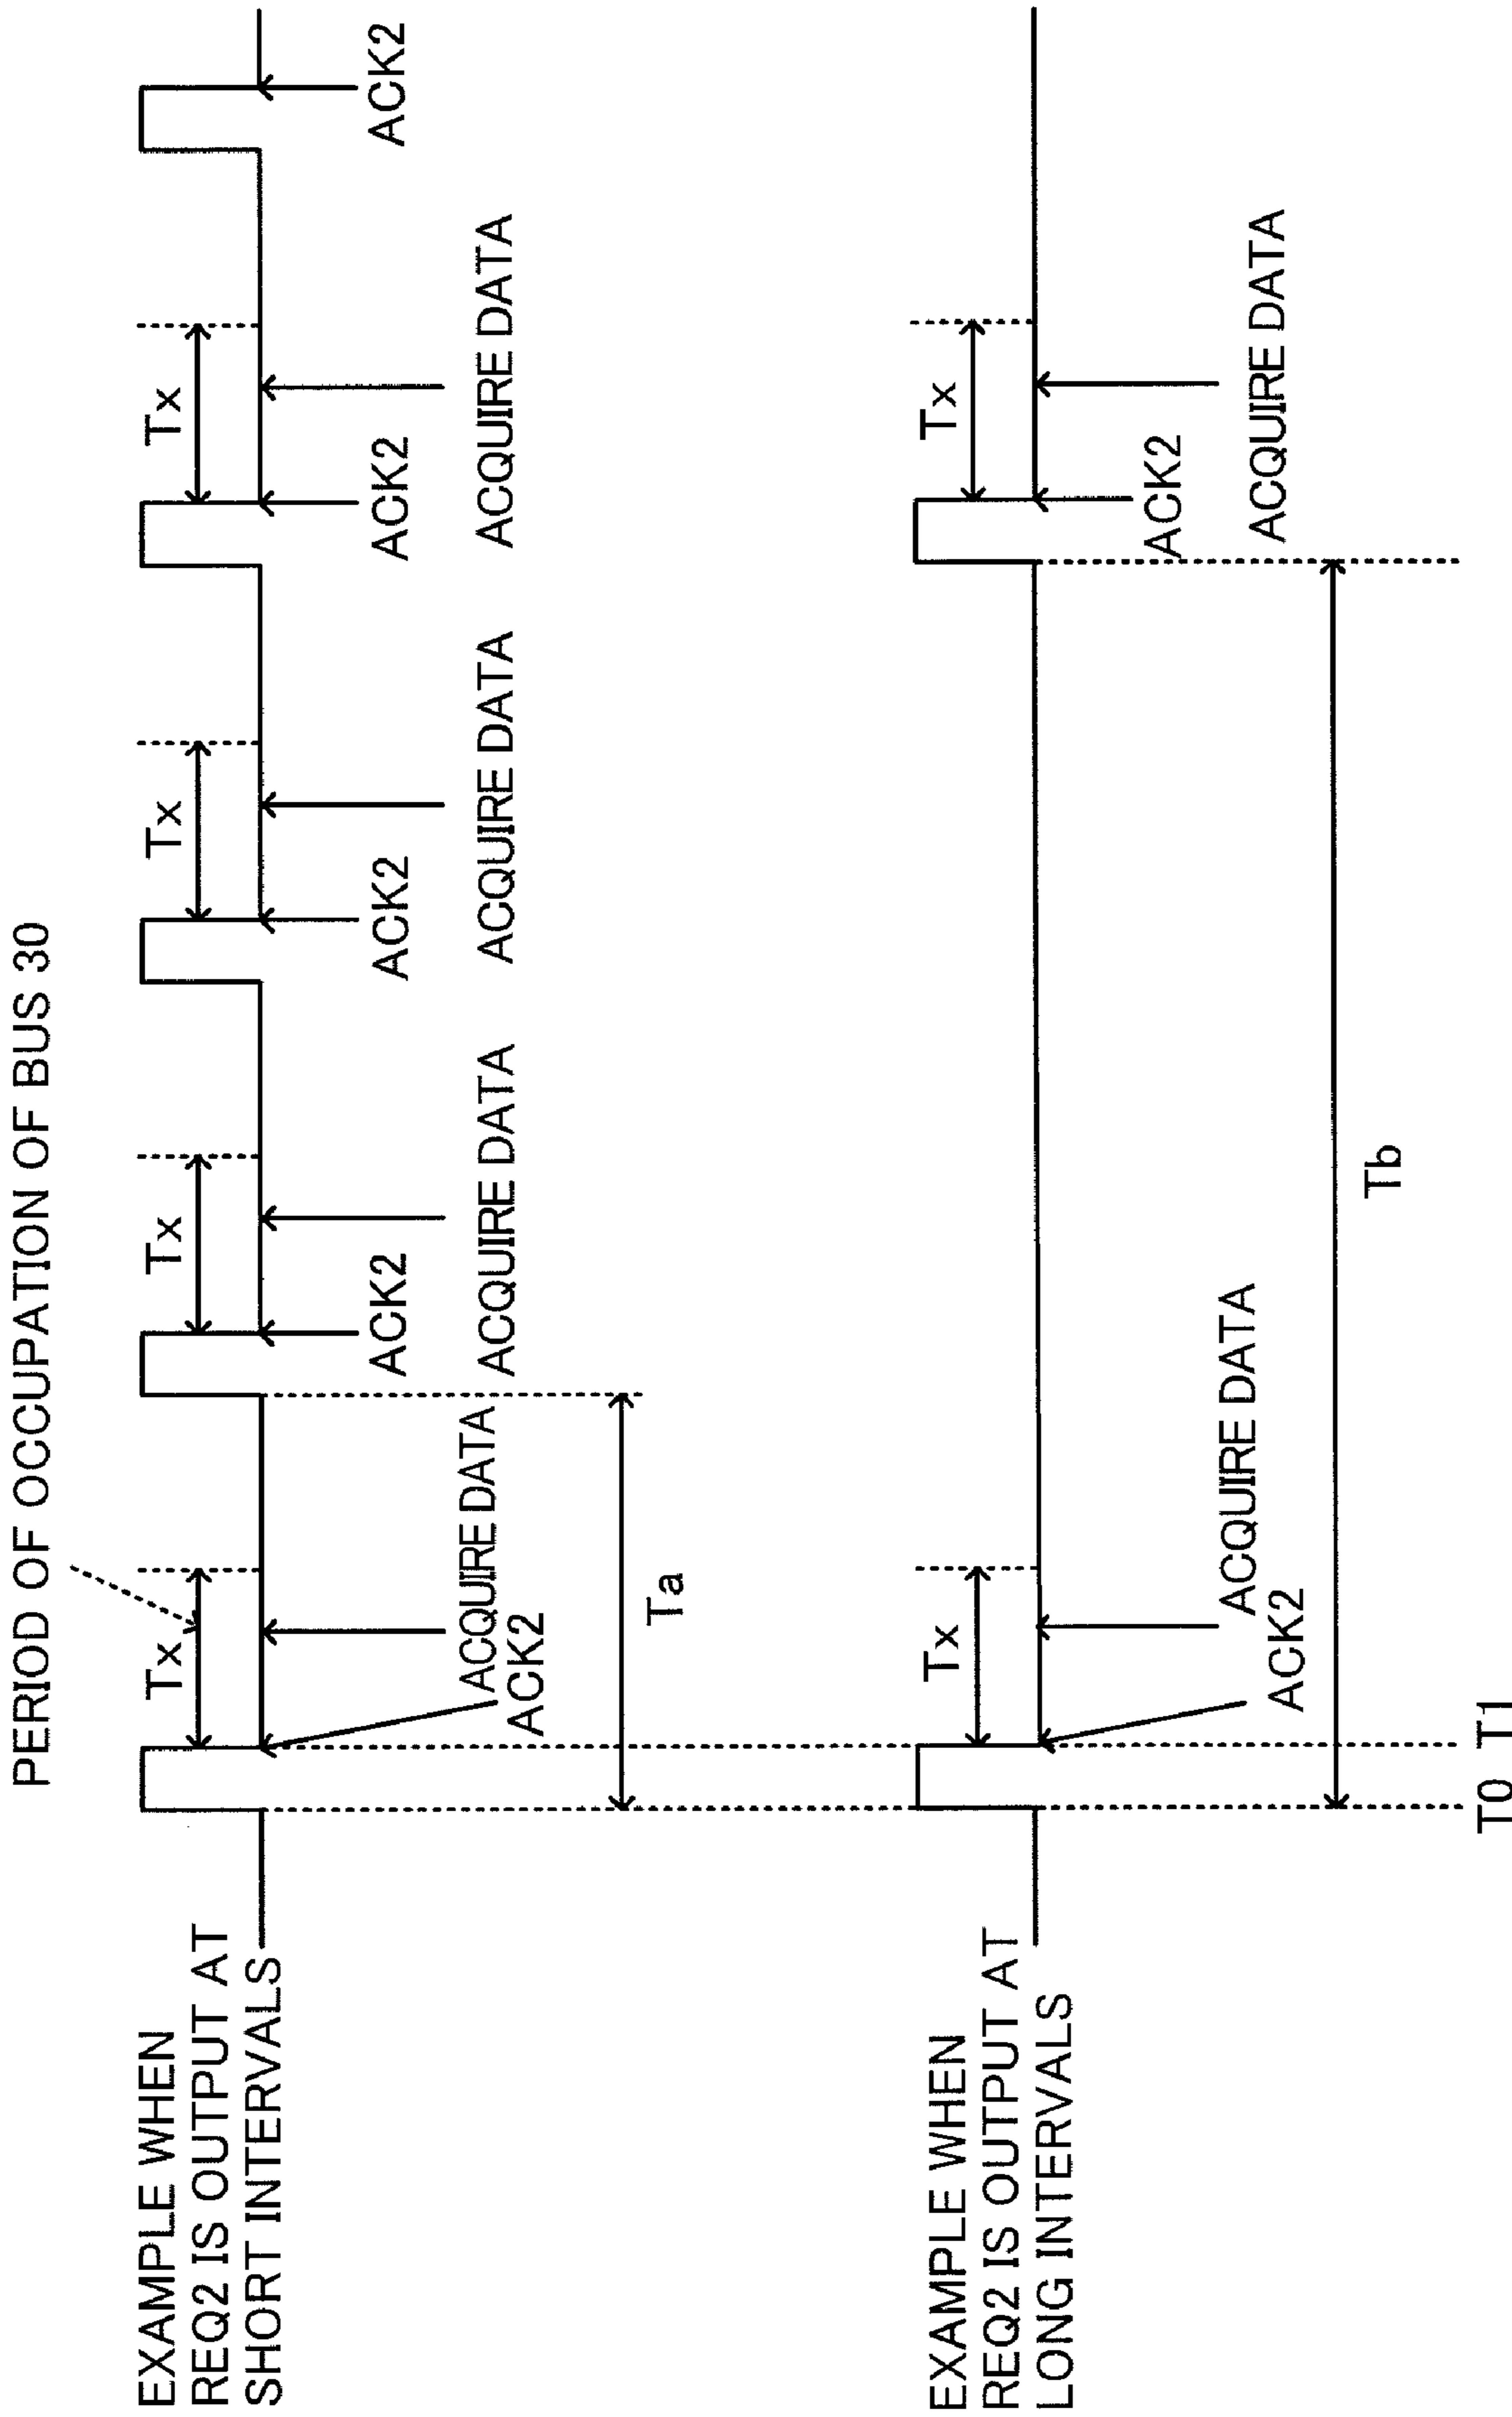 PERIOD OF OCCUPATION OF BUS 30
EXAMPLE WHEN
REQ2 IS OUTPUT AT
SHORT INTERVALS
Tx
Tx
Tx
Tx
ACQUIRE DATA
ACK2
ACK2
ACQUIRE DATA
ACK2
ACQUIRE DATA
ACK2
ACQUIRE DATA
ACK2
Ta
EXAMPLE WHEN
REQ2 IS OUTPUT AT
LONG INTERVALS
Tx
Tx
ACQUIRE DATA
ACK2
ACK2
ACQUIRE DATA
Tb
T0 T1